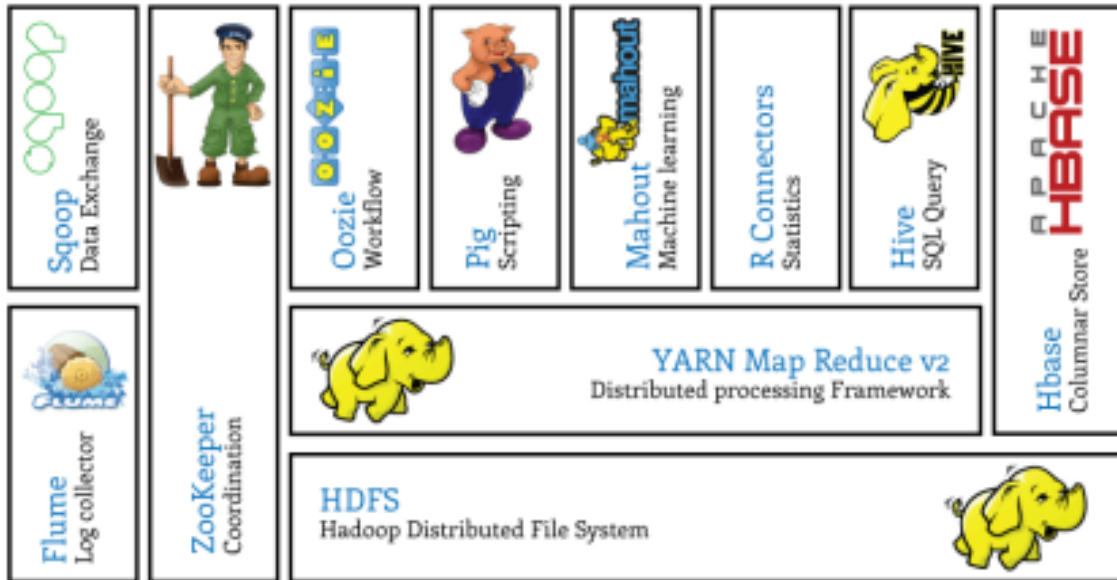 Sqoop
Data Exchange
oozie
Oozie
Workflow
Pig
Scripting
mahout
Mahout
Machine learning
R Connectors
Statistics
HIVE
Hive
SQL Query
APACHE
HBASE
Hbase
Columnar Store
FLUME
Flume
Log collector
ZooKeeper
Coordination
YARN Map Reduce v2
Distributed processing Framework
HDFS
Hadoop Distributed File System